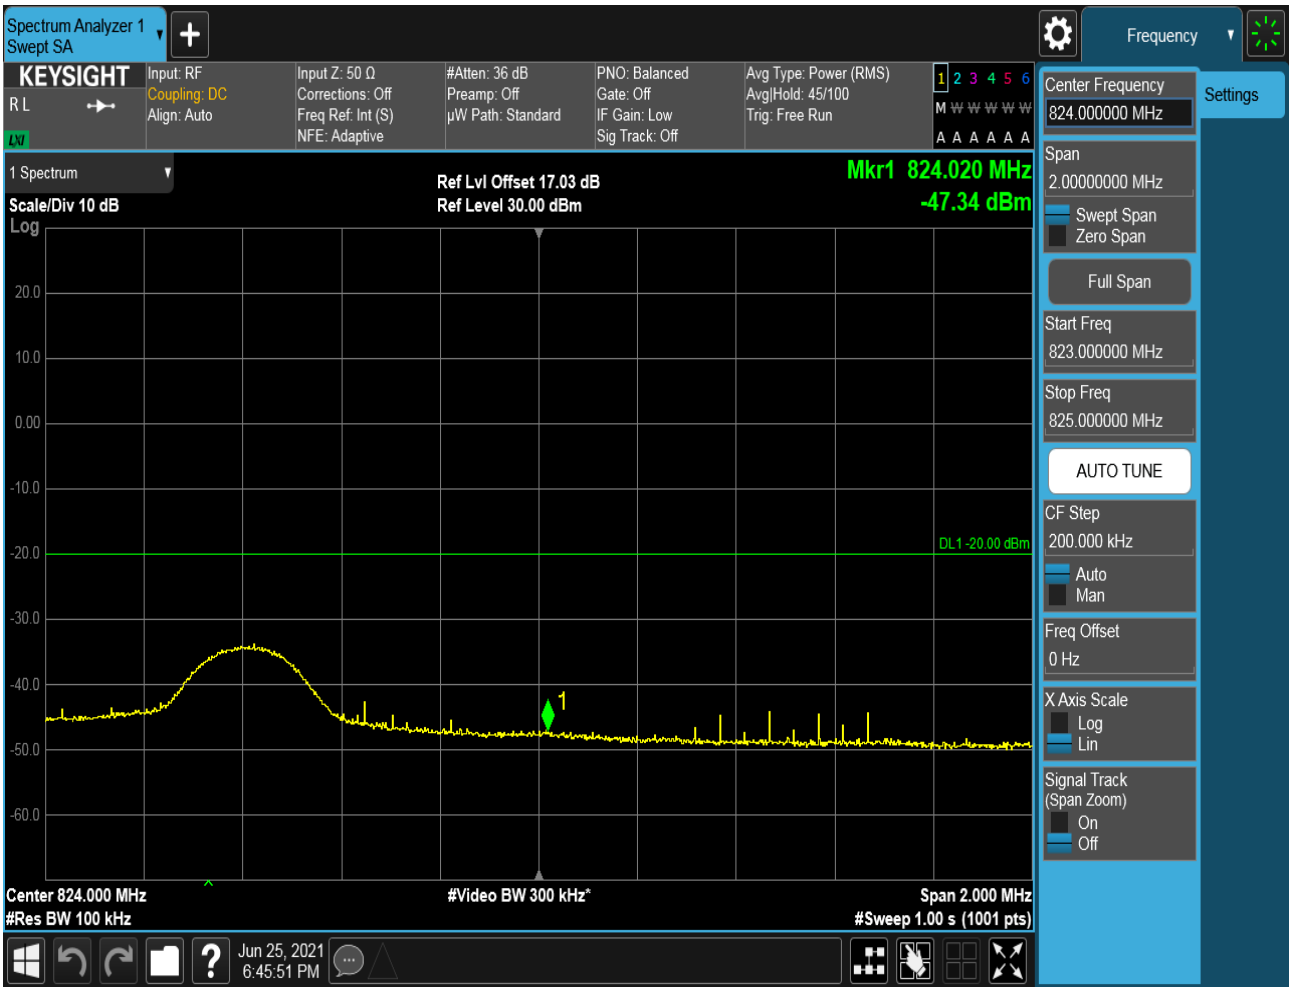 Spectrum Analyzer 1
Swept SA
Frequency
KEYSIGHT
R L
LXI
Input: RF
Coupling: DC
Align: Auto
Input Z: 50 Ω
Corrections: Off
Freq Ref: Int (S)
NFE: Adaptive
#Atten: 36 dB
Preamp: Off
µW Path: Standard
PNO: Balanced
Gate: Off
IF Gain: Low
Sig Track: Off
Avg Type: Power (RMS)
Avg|Hold: 45/100
Trig: Free Run
1 2 3 4 5 6
M W W W W W
A A A A A A
1 Spectrum
Scale/Div 10 dB
Log
Ref Lvl Offset 17.03 dB
Ref Level 30.00 dBm
Mkr1 824.020 MHz
-47.34 dBm
20.0
10.0
0.00
-10.0
-20.0
DL1 -20.00 dBm
-30.0
-40.0
1
-50.0
-60.0
Center 824.000 MHz
#Res BW 100 kHz
#Video BW 300 kHz*
Span 2.000 MHz
#Sweep 1.00 s (1001 pts)
Center Frequency
824.000000 MHz
Settings
Span
2.00000000 MHz
Swept Span
Zero Span
Full Span
Start Freq
823.000000 MHz
Stop Freq
825.000000 MHz
AUTO TUNE
CF Step
200.000 kHz
Auto
Man
Freq Offset
0 Hz
X Axis Scale
Log
Lin
Signal Track
(Span Zoom)
On
Off
?
Jun 25, 2021
6:45:51 PM